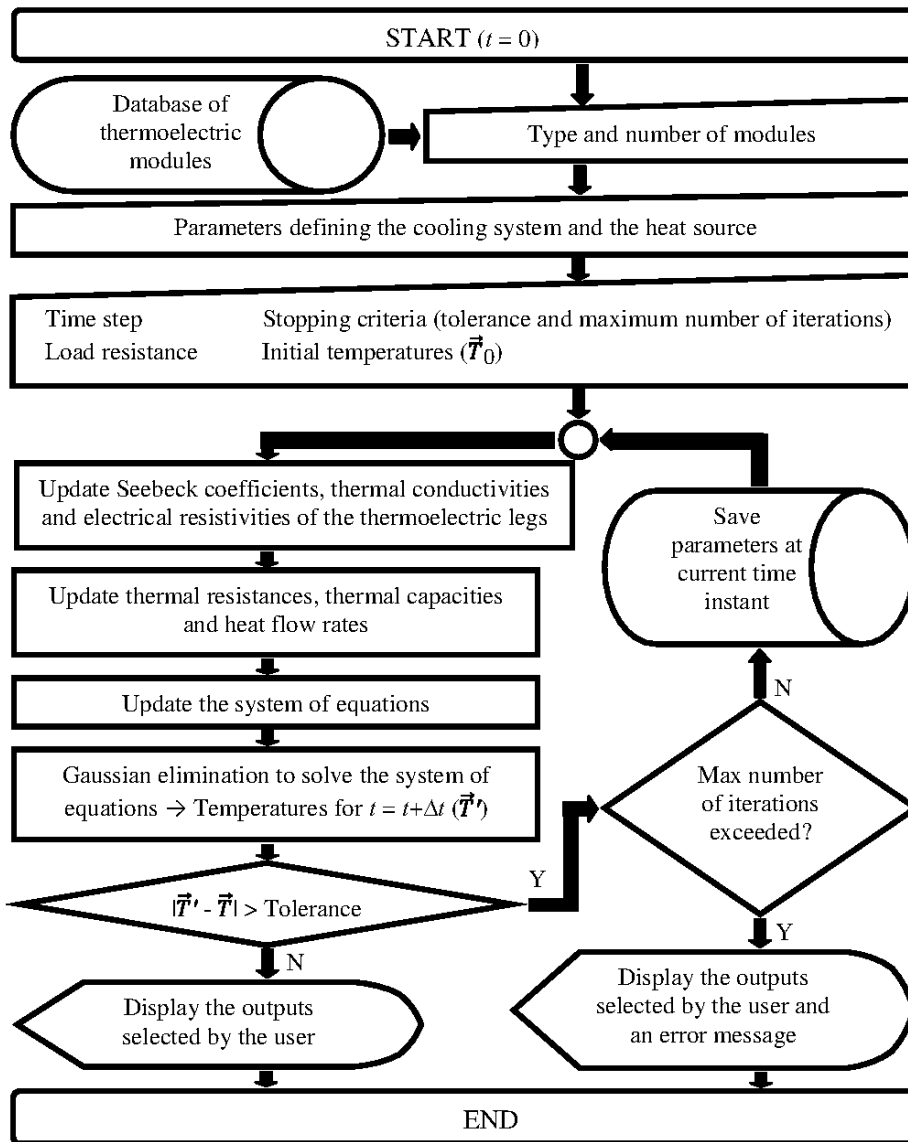 START (t = 0)
Database of
thermoelectric
modules
Type and number of modules
Parameters defining the cooling system and the heat source
Time step
Stopping criteria (tolerance and maximum number of iterrations)
Load resistance
Initial temperatures (T⃗₀)
Update Seebeck coefficients, thermal conductivities
and electrical resistivities of the thermoelectric legs
Save
parameters at
current time
instant
Update thermal resistances, thermal capacities
and heat flow rates
N
Update the system of equations
Gaussian elimination to solve the system of
equations → Temperatures for t = t+Δt (T⃗′)
Max number
of iterrations
exceeded?
Y
|T⃗′ - T⃗| > Tolerance
N
Y
Display the outputs
selected by the user
Display the outputs
selected by the user and
an error message
END